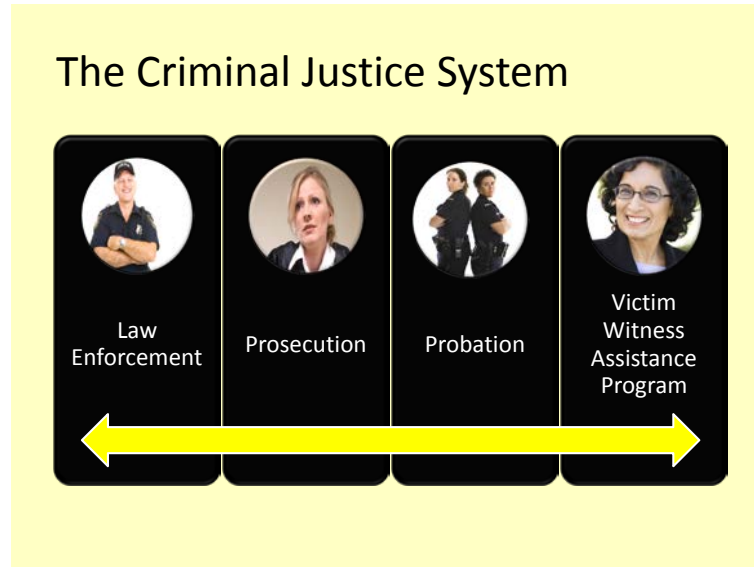 The Criminal Justice System
Law
Enforcement
Prosecution
Probation
Victim
Witness
Assistance
Program